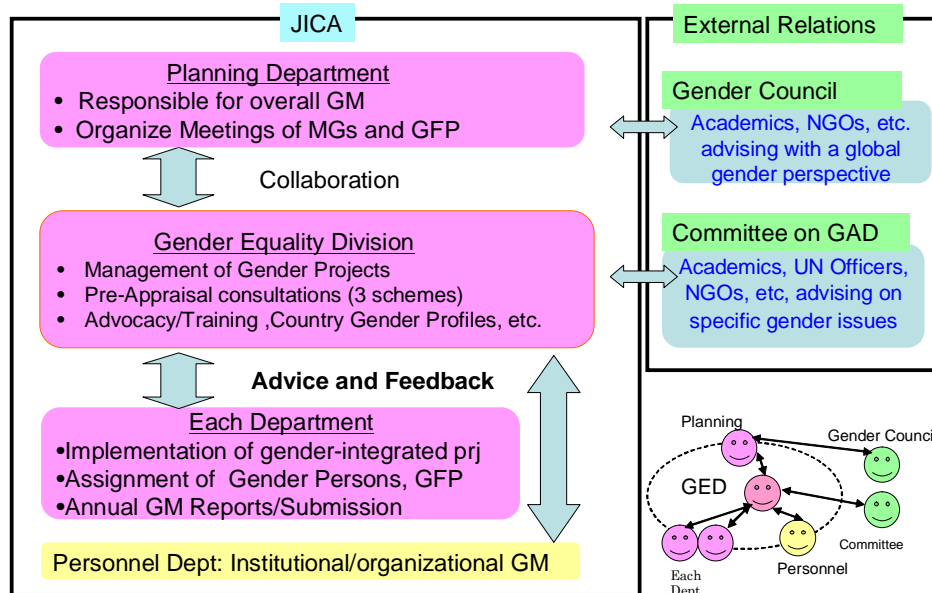 JICA
Planning Department
• Responsible for overall GM
• Organize Meetings of MGs and GFP
Collaboration
Gender Equality Division
• Management of Gender Projects
• Pre-Appraisal consultations (3 schemes)
• Advocacy/Training ,Country Gender Profiles, etc.
Advice and Feedback
Each Department
•Implementation of gender-integrated prj
•Assignment of Gender Persons, GFP
•Annual GM Reports/Submission
Personnel Dept: Institutional/organizational GM
External Relations
Gender Council
Academics, NGOs, etc.
advising with a global
gender perspective
Committee on GAD
Academics, UN Officers,
NGOs, etc, advising on
specific gender issues
Planning
Gender Council
GED
Committee
Personnel
Each
Dept